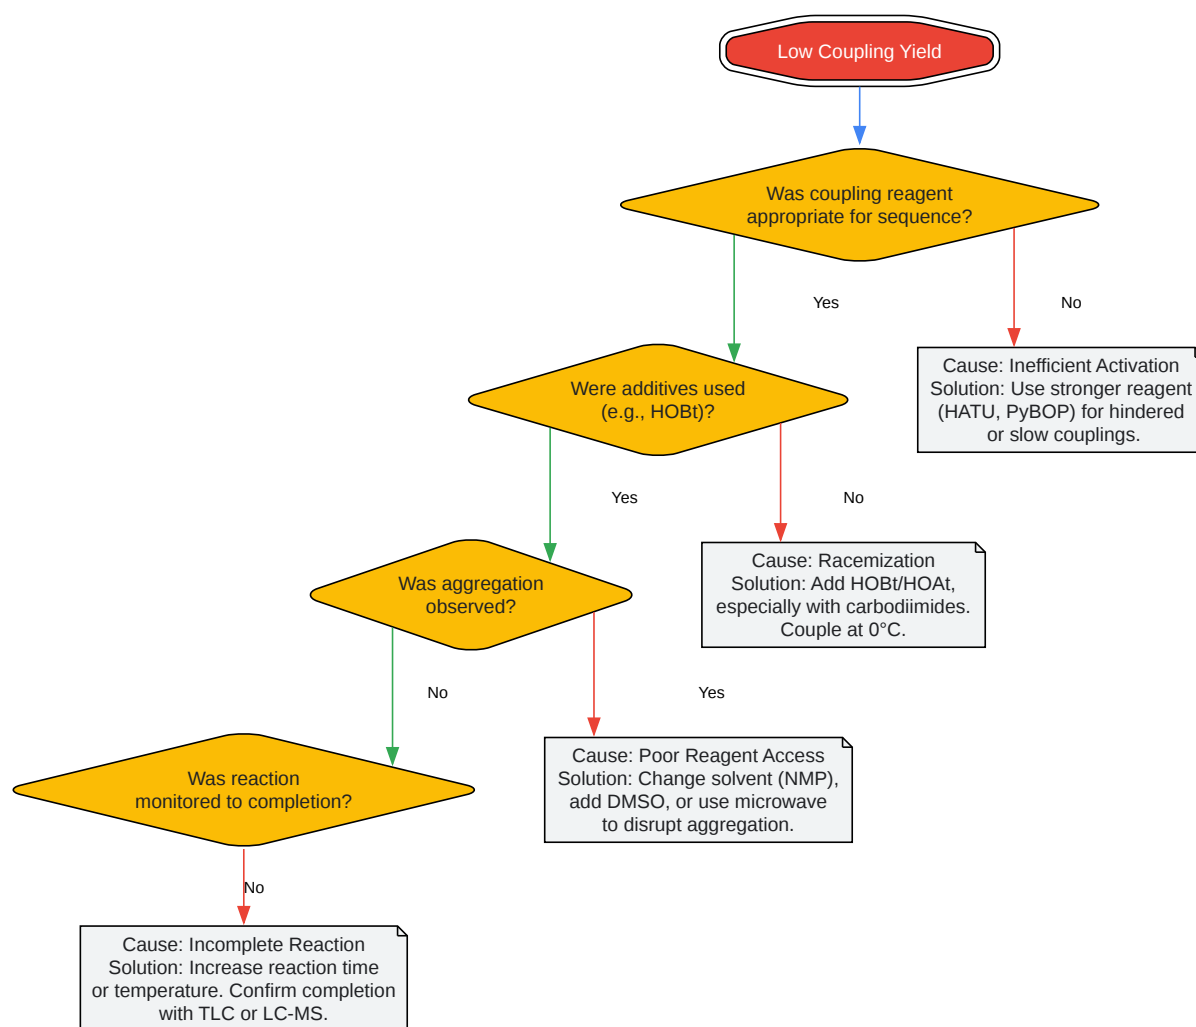 Low Coupling Yield
Was coupling reagent
appropriate for sequence?
Yes
No
Cause: Inefficient Activation
Solution: Use stronger reagent
(HATU, PyBOP) for hindered
or slow couplings.
Were additives used
(e.g., HOBt)?
Yes
No
Cause: Racemization
Solution: Add HOBt/HOAt,
especially with carbodiimides.
Couple at 0°C.
Was aggregation
observed?
No
Yes
Cause: Poor Reagent Access
Solution: Change solvent (NMP),
add DMSO, or use microwave
to disrupt aggregation.
Was reaction
monitored to completion?
No
Cause: Incomplete Reaction
Solution: Increase reaction time
or temperature. Confirm completion
with TLC or LC-MS.